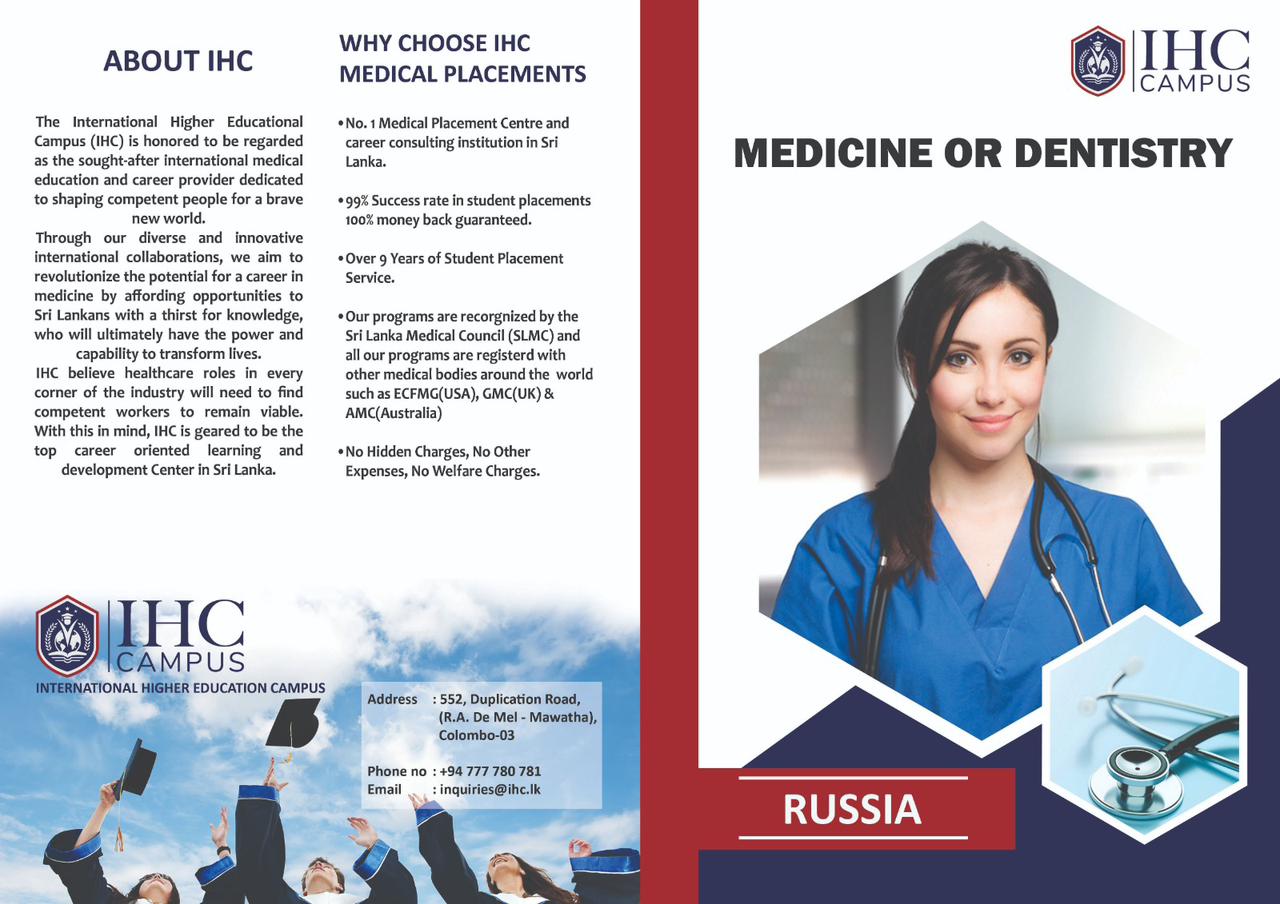 ABOUT IHC
The International Higher Educational
Campus (IHC) is honored to be regarded
as the sought-after international medical
education and career provider dedicated
to shaping competent people for a brave
new world.
Through our diverse and innovative
international collaborations, we aim to
revolutionize the potential for a career in
medicine by affording opportunities to
Sri Lankans with a thirst for knowledge,
who will ultimately have the power and
capability to transform lives.
IHC believe healthcare roles in every
corner of the industry will need to find
competent workers to remain viable.
With this in mind, IHC is geared to be the
top career oriented learning and
development Center in Sri Lanka.
WHY CHOOSE IHC
MEDICAL PLACEMENTS
•No. 1 Medical Placement Centre and
career consulting institution in Sri
Lanka.
•99% Success rate in student placements
100% money back guaranteed.
•Over 9 Years of Student Placement
Service.
•Our programs are recorgnized by the
Sri Lanka Medical Council (SLMC) and
all our programs are registerd with
other medical bodies around the world
such as ECFMG(USA), GMC(UK) &
AMC(Australia)
•No Hidden Charges, No Other
Expenses, No Welfare Charges.
IHC
CAMPUS
INTERNATIONAL HIGHER EDUCATION CAMPUS
Address : 552, Duplication Road,
(R.A. De Mel - Mawatha),
Colombo-03
Phone no : +94 777 780 781
Email : inquiries@ihc.lk
IHC
CAMPUS
MEDICINE OR DENTISTRY
RUSSIA